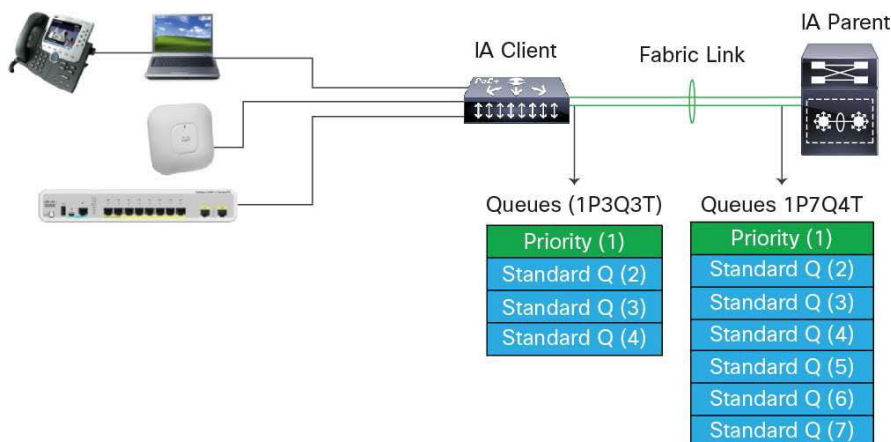 IA Parent
IA Client
Fabric Link
Queues (1P3Q3T)
Queues 1P7Q4T
Priority (1)
Standard Q (2)
Standard Q (3)
Standard Q (4)
Priority (1)
Standard Q (2)
Standard Q (3)
Standard Q (4)
Standard Q (5)
Standard Q (6)
Standard Q (7)